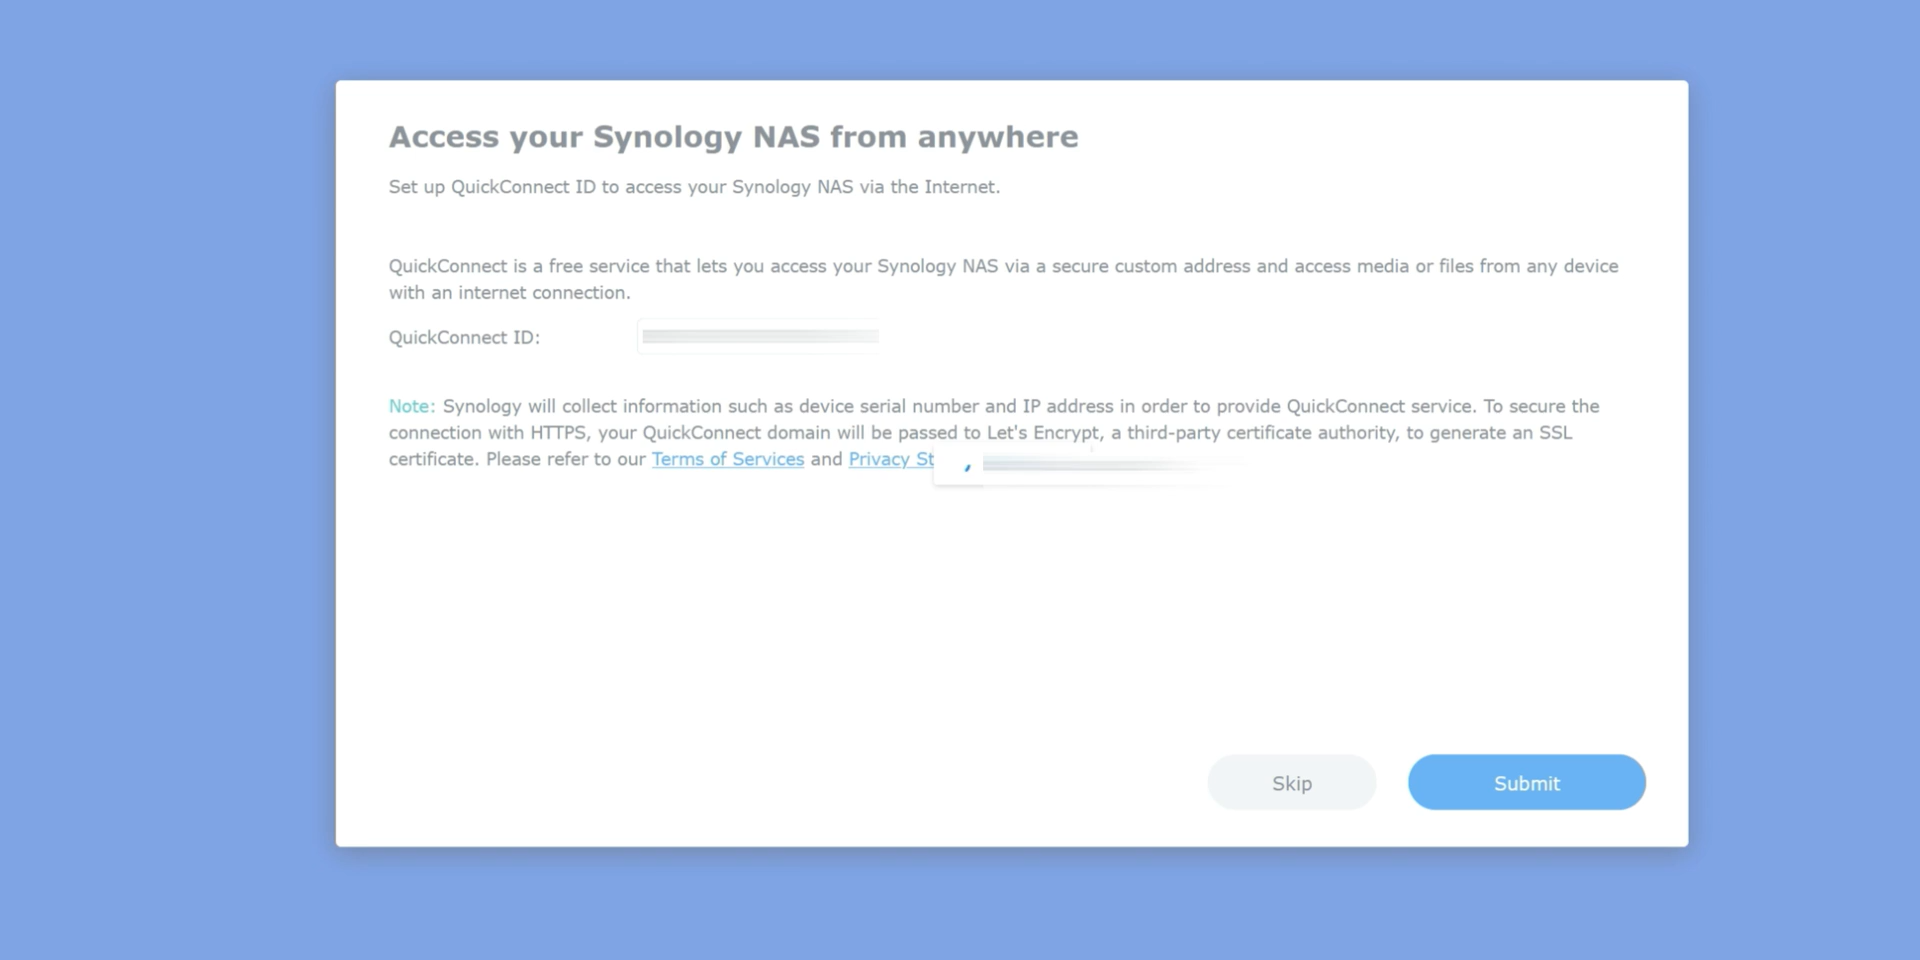 Access your Synology NAS from anywhere
Set up QuickConnect ID to access your Synology NAS via the Internet.
QuickConnect is a free service that lets you access your Synology NAS via a secure custom address and access media or files from any device
with an internet connection.
QuickConnect ID:
Note: Synology will collect information such as device serial number and IP address in order to provide QuickConnect service. To secure the
connection with HTTPS, your QuickConnect domain will be passed to Let's Encrypt, a third-party certificate authority, to generate an SSL
certificate. Please refer to our Terms of Services and Privacy St
Skip
Submit